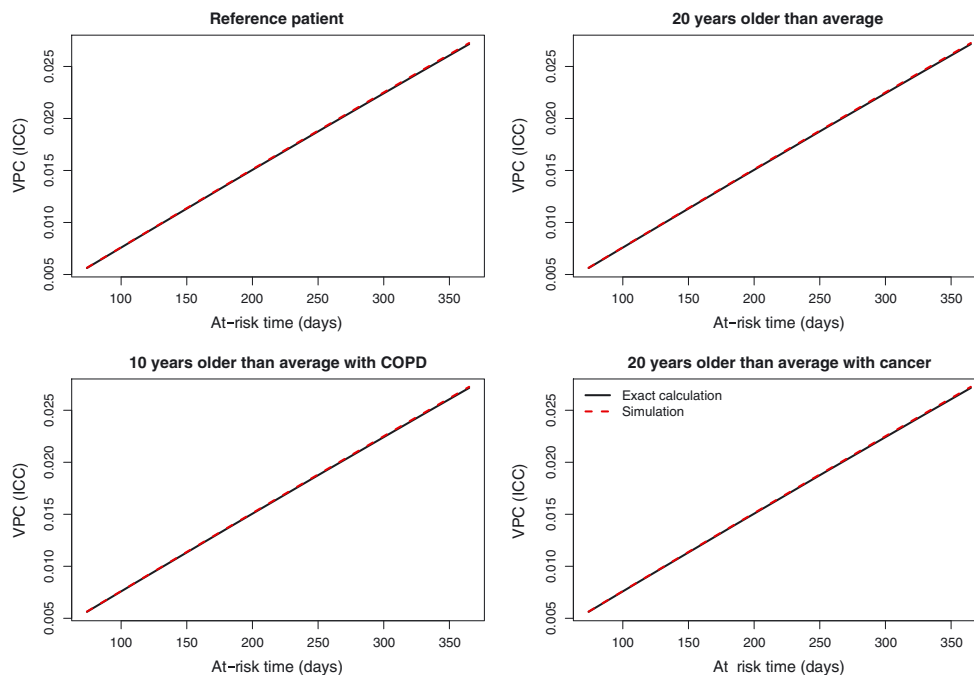 Reference patient
VPC (ICC)
0.005 0.010 0.015 0.020 0.025
100 150 200 250 300 350
At−risk time (days)
20 years older than average
VPC (ICC)
0.005 0.010 0.015 0.020 0.025
100 150 200 250 300 350
At−risk time (days)
10 years older than average with COPD
VPC (ICC)
0.005 0.010 0.015 0.020 0.025
100 150 200 250 300 350
At−risk time (days)
20 years older than average with cancer
Exact calculation
Simulation
VPC (ICC)
0.005 0.010 0.015 0.020 0.025
100 150 200 250 300 350
At risk time (days)